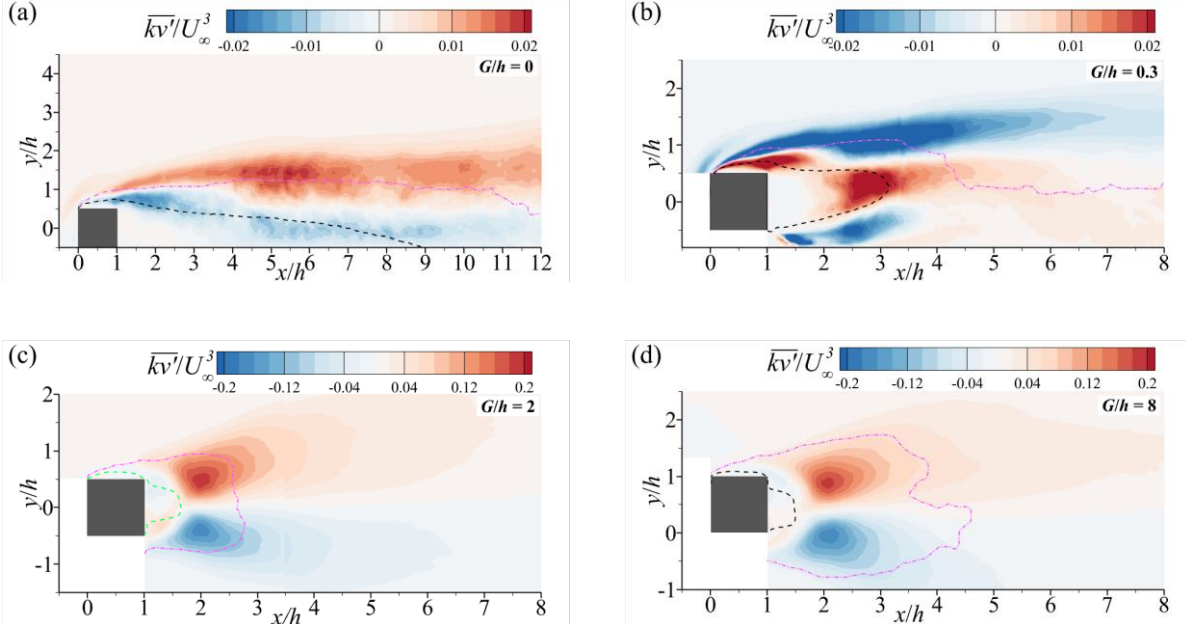 (a) k̅v̅′/U∞³
-0.02 -0.01 0 0.01 0.02
G/h = 0
y/h
4
3
2
1
0
0 1 2 3 4 5 6 7 8 9 10 11 12
x/h
(b) k̅v̅′/U∞³
-0.02 -0.01 0 0.01 0.02
G/h = 0.3
y/h
2
1
0
0 1 2 3 4 5 6 7 8
x/h
(c) k̅v̅′/U∞³
-0.2 -0.12 -0.04 0.04 0.12 0.2
G/h = 2
y/h
2
1
0
-1
0 1 2 3 4 5 6 7 8
x/h
(d) k̅v̅′/U∞³
-0.2 -0.12 -0.04 0.04 0.12 0.2
G/h = 8
y/h
2
1
0
-1
0 1 2 3 4 5 6 7 8
x/h